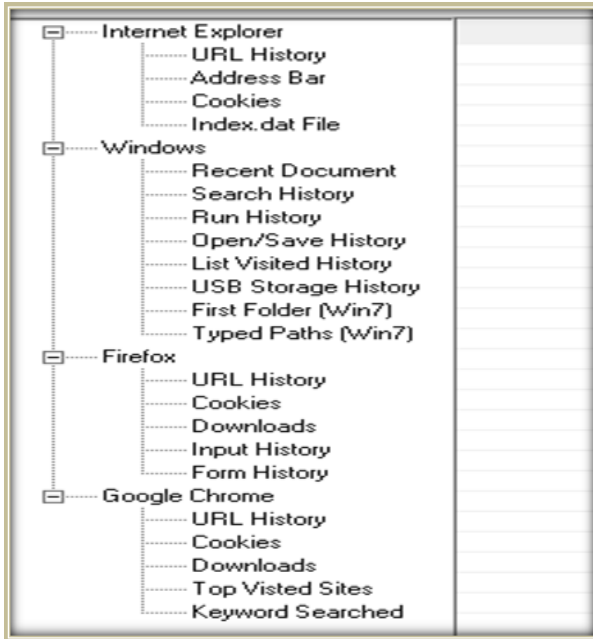 Internet Explorer
URL History
Address Bar
Cookies
Index.dat File
Windows
Recent Document
Search History
Run History
Open/Save History
List Visited History
USB Storage History
First Folder (Win7)
Typed Paths (Win7)
Firefox
URL History
Cookies
Downloads
Input History
Form History
Google Chrome
URL History
Cookies
Downloads
Top Visted Sites
Keyword Searched